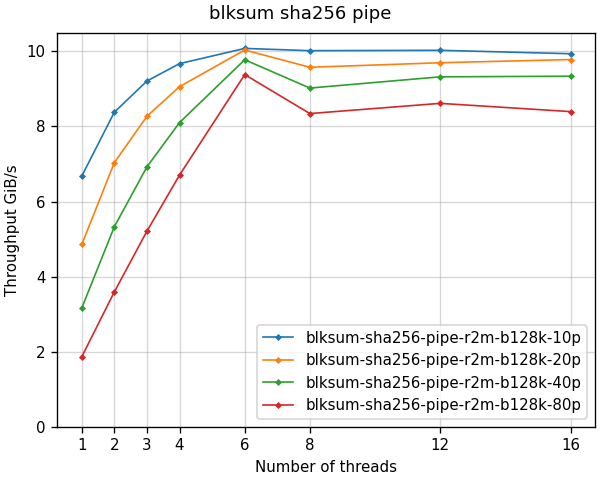 blksum sha256 pipe
Throughput GiB/s
10
8
6
4
2
0
blksum-sha256-pipe-r2m-b128k-10p
blksum-sha256-pipe-r2m-b128k-20p
blksum-sha256-pipe-r2m-b128k-40p
blksum-sha256-pipe-r2m-b128k-80p
1 2 3 4 6 8 12 16
Number of threads